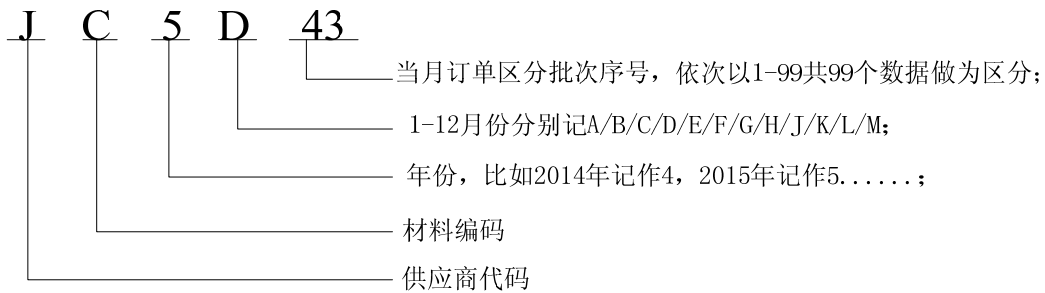 J C 5 D 43
当月订单区分批次序号，依次以1-99共99个数据做为区分；
1-12月份分别记A/B/C/D/E/F/G/H/J/K/L/M；
年份，比如2014年记作4，2015年记作5......；
材料编码
供应商代码